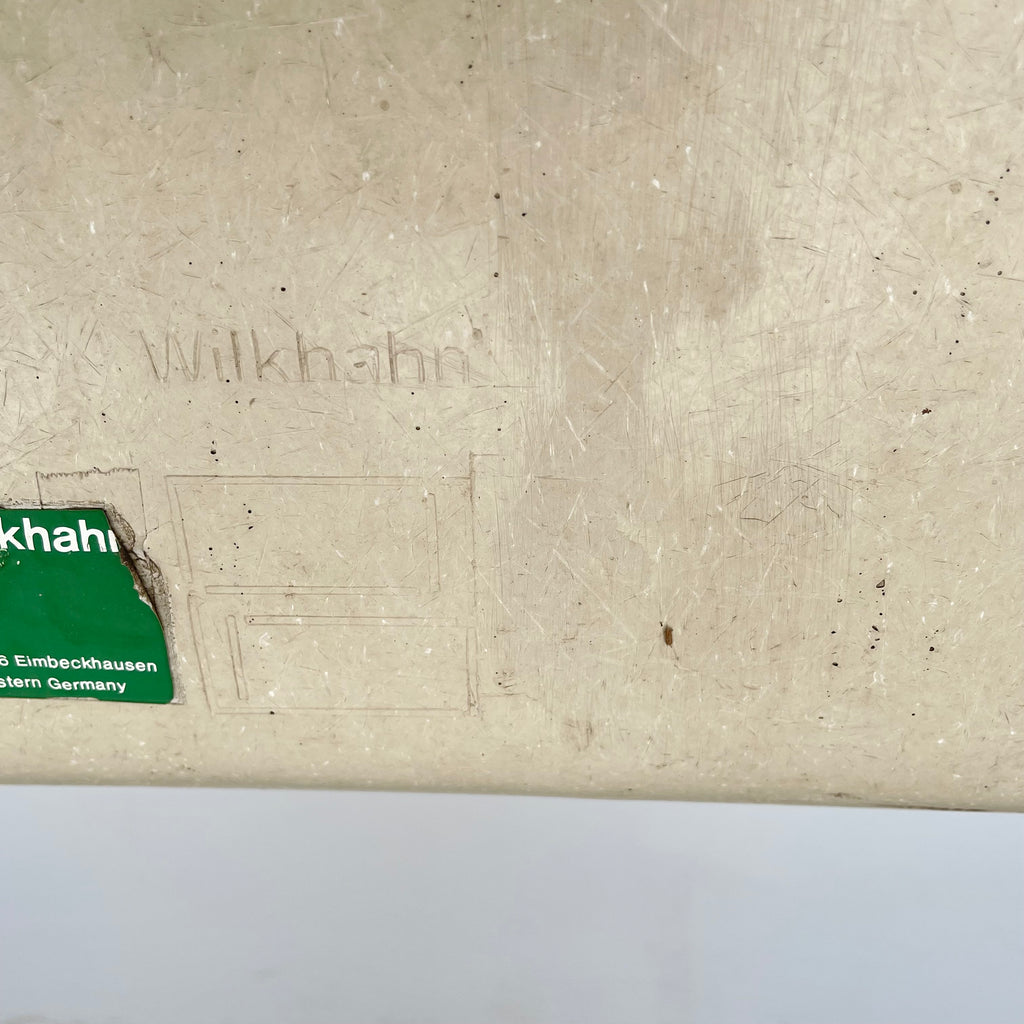 Wilkhahn
khahn
6 Eimbeckhausen
stern Germany